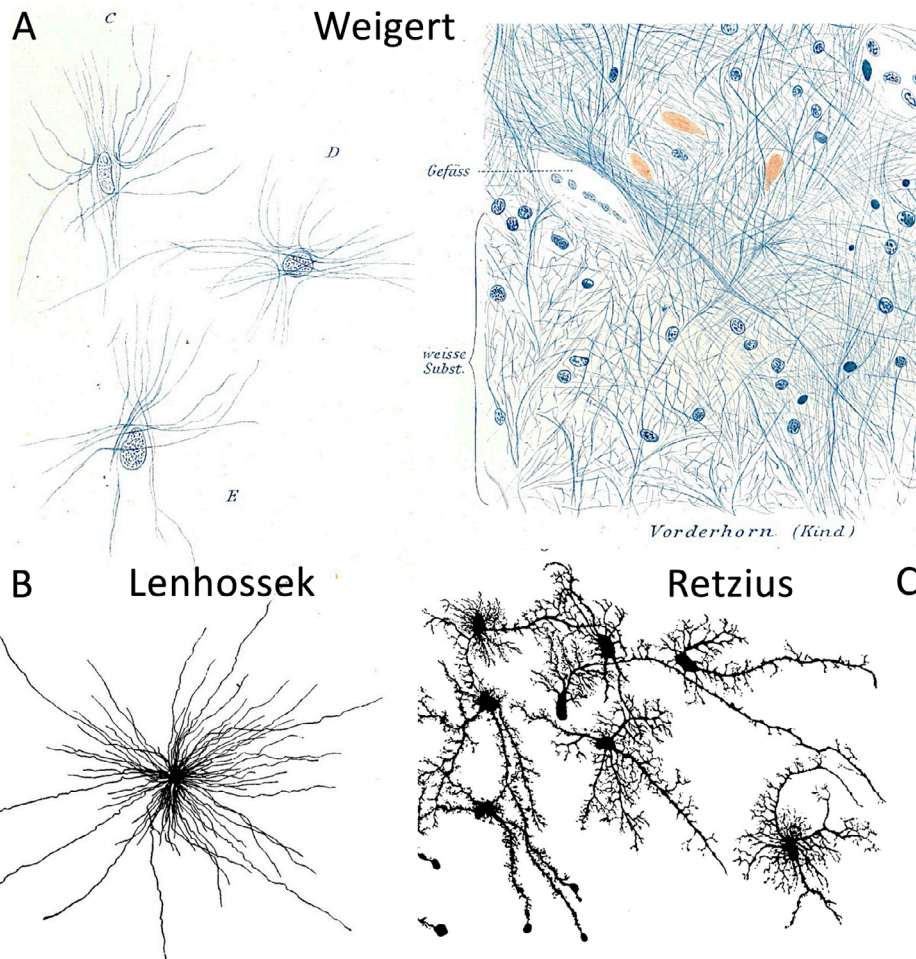 A
Weigert
C
D
E
Gefäss
weisse
Subst.
Vorderhorn (Kind)
B
Lenhossek
Retzius
C